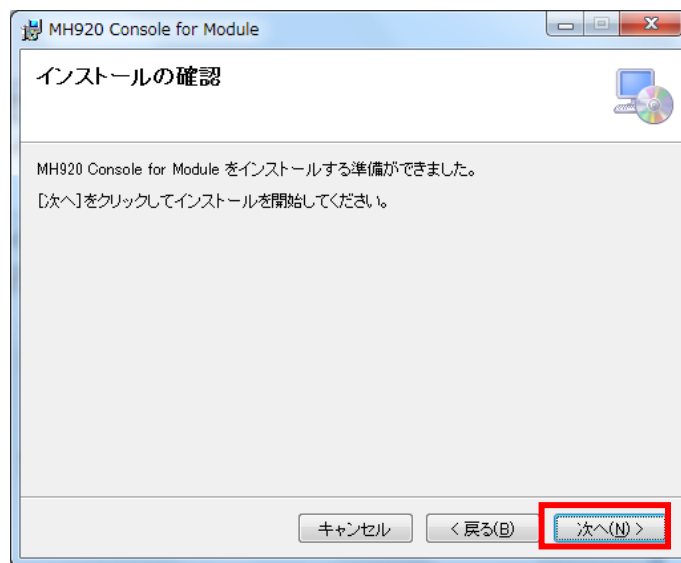 MH920 Console for Module
インストールの確認
MH920 Console for Module をインストールする準備ができました。
[次へ]をクリックしてインストールを開始してください。
キャンセル
< 戻る(B)
次へ(N) >